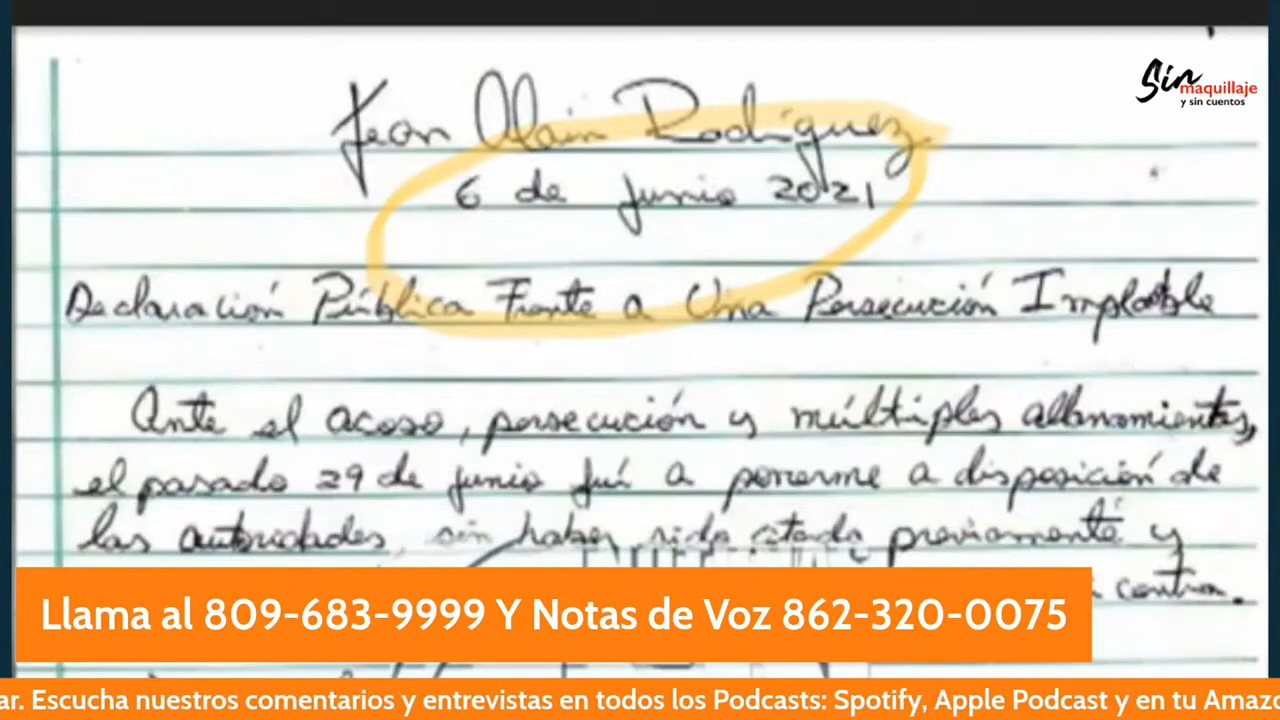 Sin
maquillaje
y sin cuentos
Jean Alain Rodríguez
6 de junio 2021
Declaración Pública Frente a Una Persecución Implacable
Ante el acoso, persecución y múltiples allanamientos,
el pasado 29 de junio fuí a ponerme a disposición de
las autoridades, sin haber sido citado previamente y
contra.
Llama al 809-683-9999 Y Notas de Voz 862-320-0075
ar. Escucha nuestros comentarios y entrevistas en todos los Podcasts: Spotify, Apple Podcast y en tu Amazo